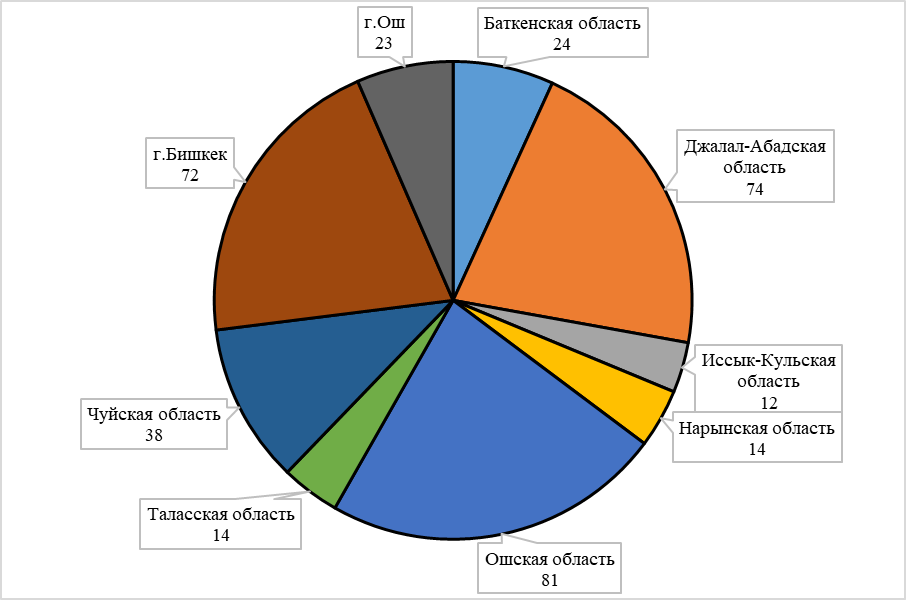 г.Ош
23
Баткенская область
24
Джалал-Абадская
область
74
г.Бишкек
72
Иссык-Кульская
область
12
Нарынская область
14
Чуйская область
38
Таласская область
14
Ошская область
81